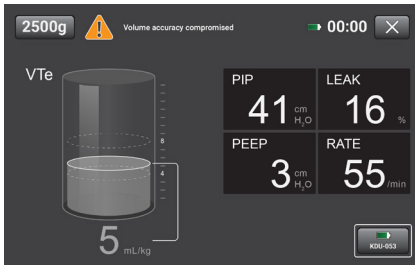 2500g
Volume accuracy compromised
00:00
VTe
8
4
5 mL/kg
PIP
41 cm H₂O
LEAK
16 %
PEEP
3 cm H₂O
RATE
55 /min
KDU-053